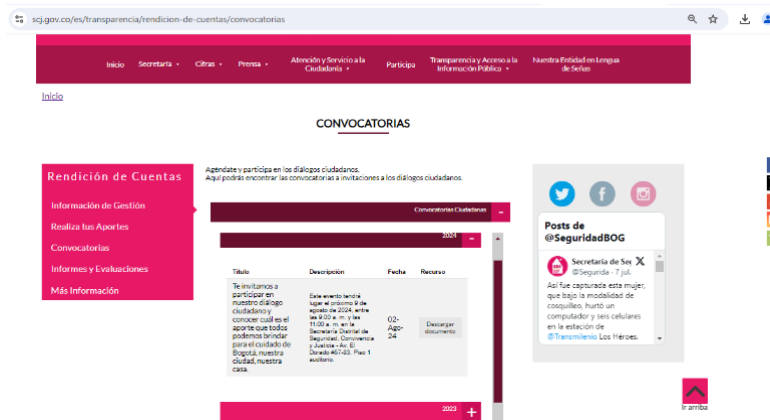 scj.gov.co/es/transparencia/rendicion-de-cuentas/convocatorias
Inicio
Secretaría
Cifras
Prensa
Atención y Servicio a la
Ciudadanía
Participa
Transparencia y Acceso a la
Información Pública
Nuestra Entidad en Lengua
de Señas
Inicio
CONVOCATORIAS
Rendición de Cuentas
Información de Gestión
Realiza tus Aportes
Convocatorias
Informes y Evaluaciones
Más Información
Agéndate y participa en los diálogos ciudadanos.
Aquí podrás encontrar las convocatorias a invitaciones a los diálogos ciudadanos.
Convocatorias Ciudadanas
2024
Título
Descripción
Fecha
Recurso
Te invitamos a
participar en
nuestro diálogo
ciudadano y
conocer cuál es el
aporte que todos
podemos brindar
para el cuidado de
Bogotá, nuestra
ciudad, nuestra
casa.
Este evento tendrá
lugar el próximo 9 de
agosto de 2024, entre
las 9:00 a. m. y las
11:00 a. m. en la
Secretaría Distrital de
Seguridad, Convivencia
y Justicia - Av. El
Dorado #57-83. Piso 1
auditorio.
02-
Ago-
24
Descargar
documento
2023
Posts de
@SeguridadBOG
Secretaría de Sec
@Segurida · 7 jul.
Así fue capturada esta mujer,
que bajo la modalidad de
cosquilleo, hurtó un
computador y seis celulares
en la estación de
@Transmilenio Los Héroes.
Ir arriba